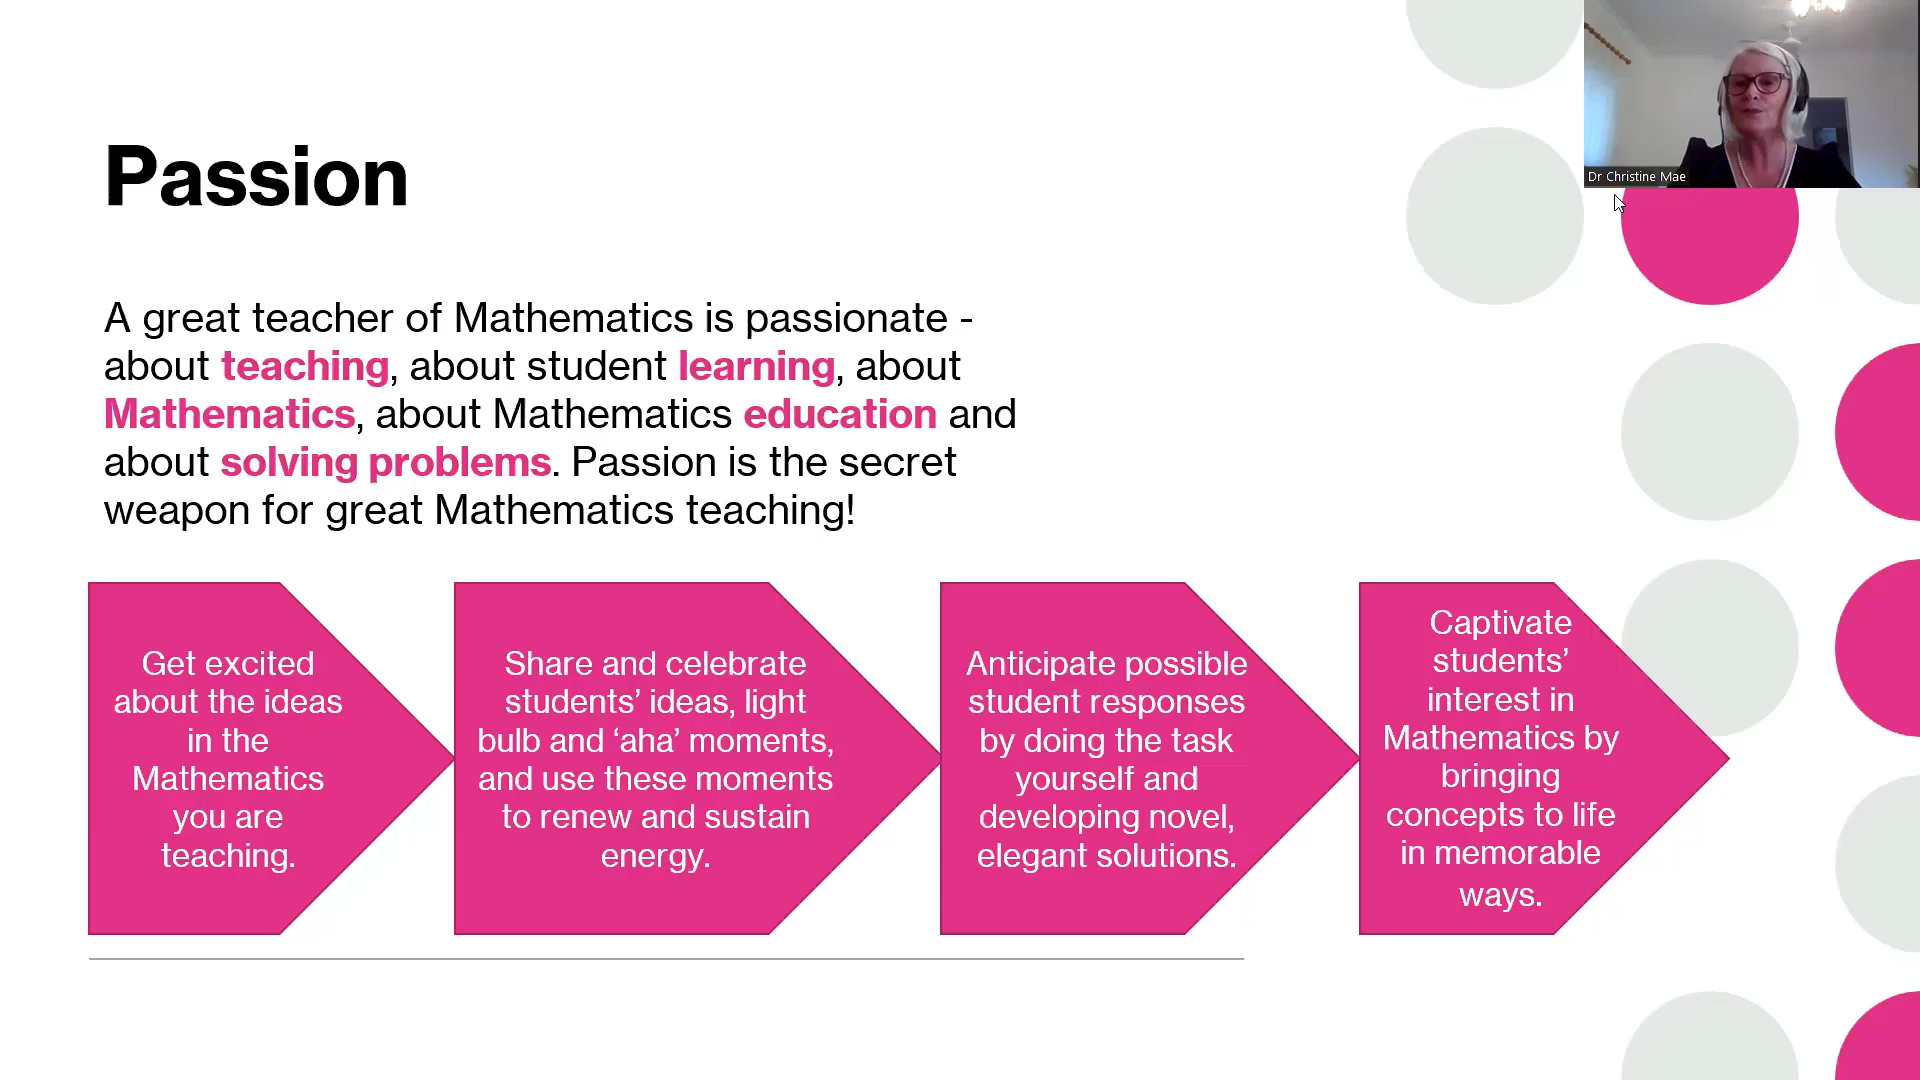 Dr Christine Mae
Passion
A great teacher of Mathematics is passionate -
about teaching, about student learning, about
Mathematics, about Mathematics education and
about solving problems. Passion is the secret
weapon for great Mathematics teaching!
Get excited
about the ideas
in the
Mathematics
you are
teaching.
Share and celebrate
students’ ideas, light
bulb and ‘aha’ moments,
and use these moments
to renew and sustain
energy.
Anticipate possible
student responses
by doing the task
yourself and
developing novel,
elegant solutions.
Captivate
students’
interest in
Mathematics by
bringing
concepts to life
in memorable
ways.